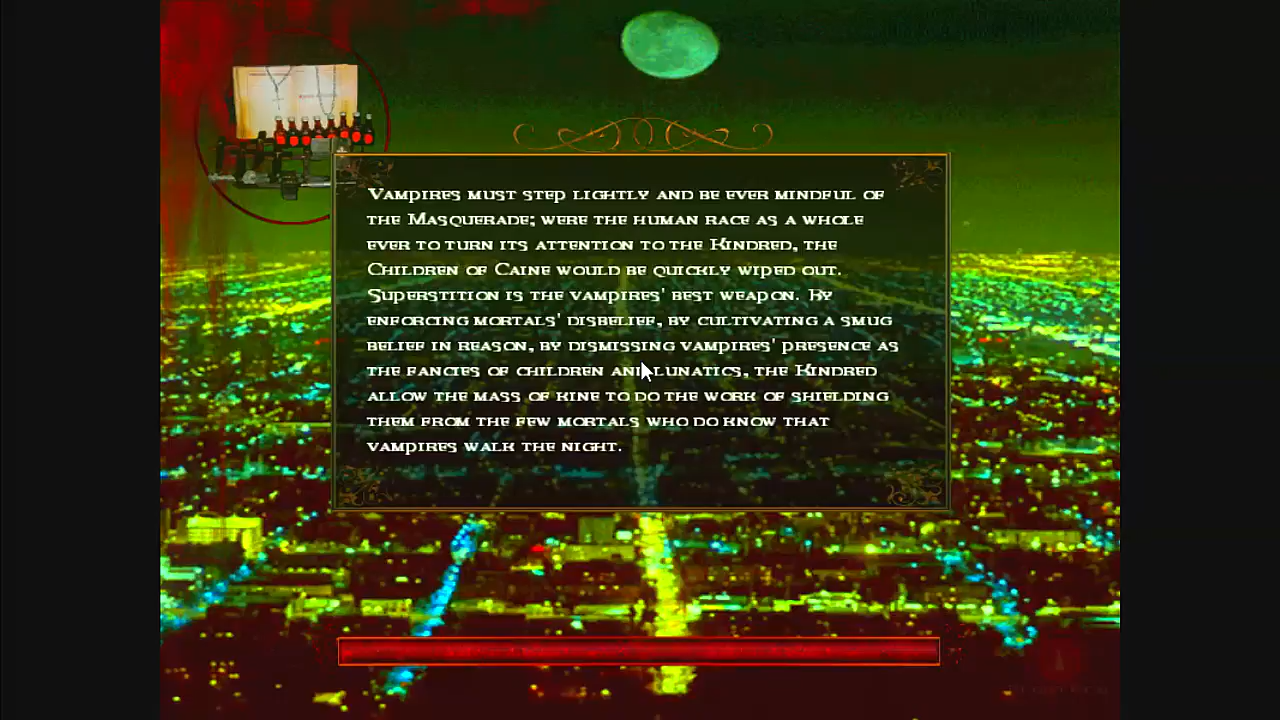 Vampires must step lightly and be ever mindful of
the Masquerade; were the human race as a whole
ever to turn its attention to the Kindred, the
Children of Caine would be quickly wiped out.
Superstition is the vampires' best weapon. By
enforcing mortals' disbelief, by cultivating a smug
belief in reason, by dismissing vampires' presence as
the fancies of children and lunatics, the Kindred
allow the mass of kine to do the work of shielding
them from the few mortals who do know that
vampires walk the night.